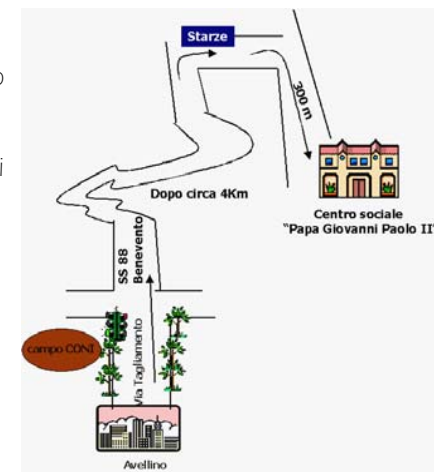 Starze
o
300 m
i
Dopo circa 4Km
Centro sociale
"Papa Giovanni Paolo II"
SS 88
Benevento
Via Tagliamento
campo CONI
Avellino